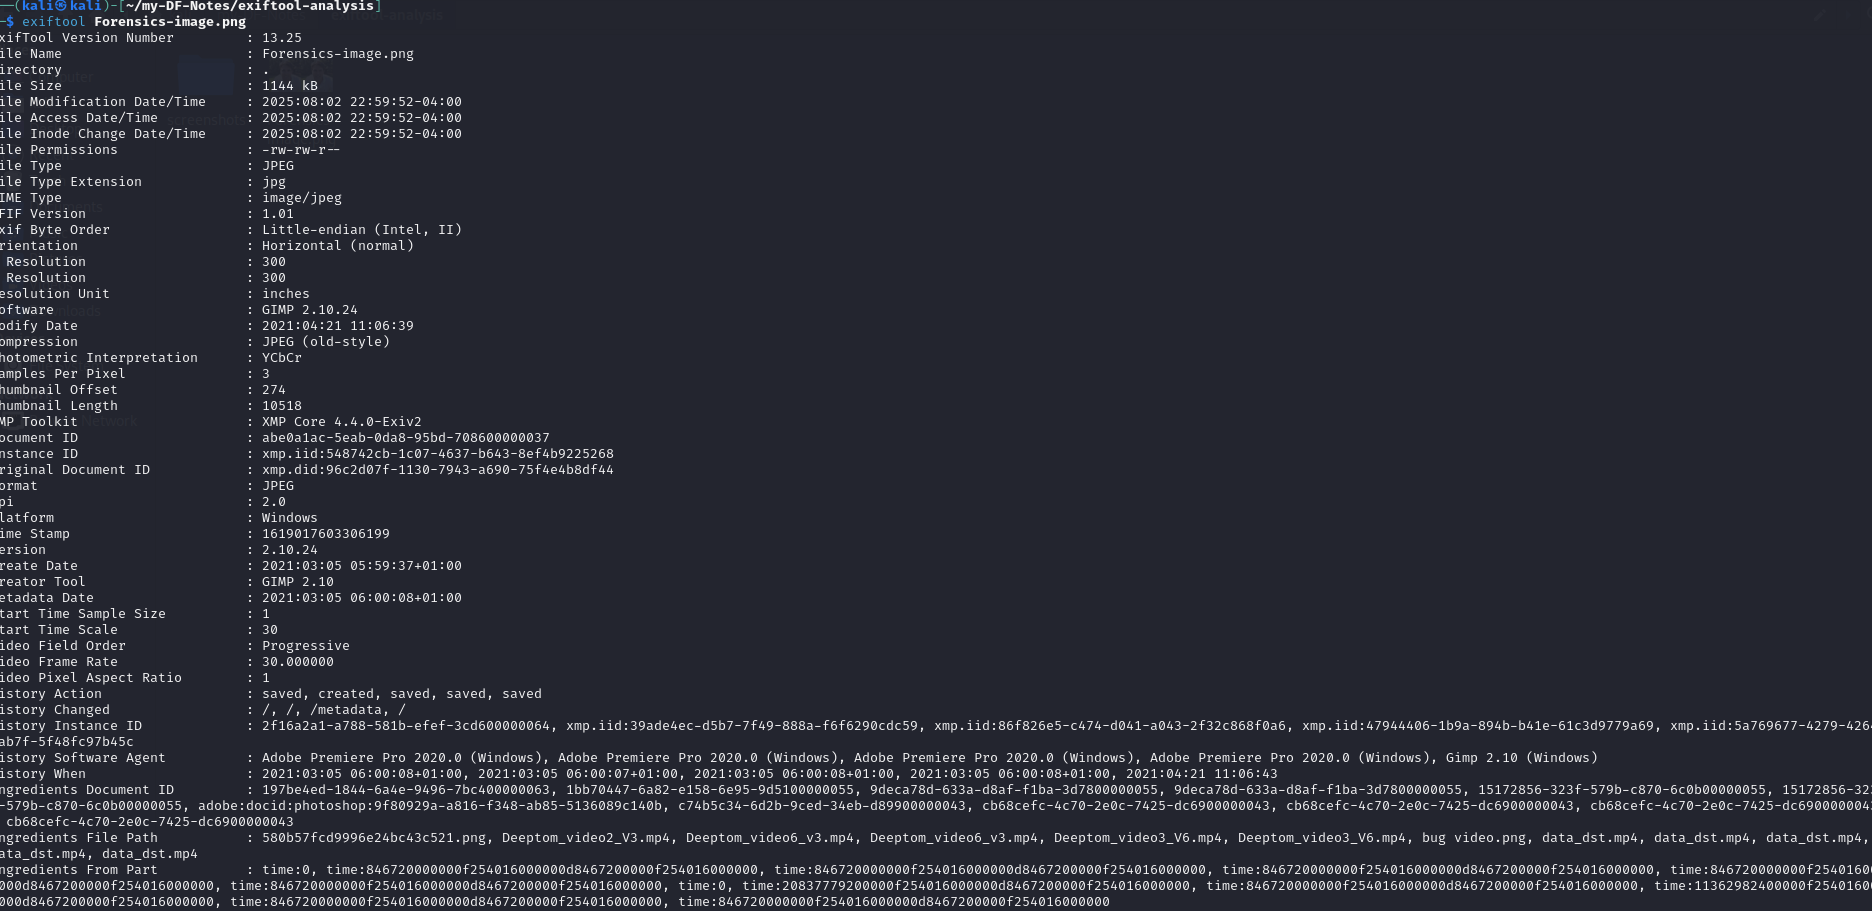 ──(kali㉿kali)-[~/my-DF-Notes/exiftool-analysis]
─$ exiftool Forensics-image.png
xifTool Version Number : 13.25
ile Name : Forensics-image.png
irectory : .
ile Size : 1144 kB
ile Modification Date/Time : 2025:08:02 22:59:52-04:00
ile Access Date/Time : 2025:08:02 22:59:52-04:00
ile Inode Change Date/Time : 2025:08:02 22:59:52-04:00
ile Permissions : -rw-rw-r--
ile Type : JPEG
ile Type Extension : jpg
IME Type : image/jpeg
FIF Version : 1.01
xif Byte Order : Little-endian (Intel, II)
rientation : Horizontal (normal)
Resolution : 300
Resolution : 300
esolution Unit : inches
oftware : GIMP 2.10.24
odify Date : 2021:04:21 11:06:39
ompression : JPEG (old-style)
hotometric Interpretation : YCbCr
amples Per Pixel : 3
humbnail Offset : 274
humbnail Length : 10518
MP Toolkit : XMP Core 4.4.0-Exiv2
ocument ID : abe0a1ac-5eab-0da8-95bd-708600000037
nstance ID : xmp.iid:548742cb-1c07-4637-b643-8ef4b9225268
riginal Document ID : xmp.did:96c2d07f-1130-7943-a690-75f4e4b8df44
ormat : JPEG
pi : 2.0
latform : Windows
ime Stamp : 1619017603306199
ersion : 2.10.24
reate Date : 2021:03:05 05:59:37+01:00
reator Tool : GIMP 2.10
etadata Date : 2021:03:05 06:00:08+01:00
tart Time Sample Size : 1
tart Time Scale : 30
ideo Field Order : Progressive
ideo Frame Rate : 30.000000
ideo Pixel Aspect Ratio : 1
istory Action : saved, created, saved, saved, saved
istory Changed : /, /, /metadata, /
istory Instance ID : 2f16a2a1-a788-581b-efef-3cd600000064, xmp.iid:39ade4ec-d5b7-7f49-888a-f6f6290cdc59, xmp.iid:86f826e5-c474-d041-a043-2f32c868f0a6, xmp.iid:47944406-1b9a-894b-b41e-61c3d9779a69, xmp.iid:5a769677-4279-426
ab7f-5f48fc97b45c
istory Software Agent : Adobe Premiere Pro 2020.0 (Windows), Adobe Premiere Pro 2020.0 (Windows), Adobe Premiere Pro 2020.0 (Windows), Adobe Premiere Pro 2020.0 (Windows), Gimp 2.10 (Windows)
istory When : 2021:03:05 06:00:08+01:00, 2021:03:05 06:00:07+01:00, 2021:03:05 06:00:08+01:00, 2021:03:05 06:00:08+01:00, 2021:04:21 11:06:43
ngredients Document ID : 197be4ed-1844-6a4e-9496-7bc400000063, 1bb70447-6a82-e158-6e95-9d5100000055, 9deca78d-633a-d8af-f1ba-3d7800000055, 9deca78d-633a-d8af-f1ba-3d7800000055, 15172856-323f-579b-c870-6c0b00000055, 15172856-32
-579b-c870-6c0b00000055, adobe:docid:photoshop:9f80929a-a816-f348-ab85-5136089c140b, c74b5c34-6d2b-9ced-34eb-d89900000043, cb68cefc-4c70-2e0c-7425-dc6900000043, cb68cefc-4c70-2e0c-7425-dc6900000043, cb68cefc-4c70-2e0c-7425-dc6900000043
cb68cefc-4c70-2e0c-7425-dc6900000043
ngredients File Path : 580b57fcd9996e24bc43c521.png, Deeptom_video2_V3.mp4, Deeptom_video6_v3.mp4, Deeptom_video6_v3.mp4, Deeptom_video3_V6.mp4, Deeptom_video3_V6.mp4, bug video.png, data_dst.mp4, data_dst.mp4, data_dst.mp4,
ata_dst.mp4, data_dst.mp4
ngredients From Part : time:0, time:846720000000f254016000000d8467200000f254016000000, time:846720000000f254016000000d8467200000f254016000000, time:846720000000f254016000000d8467200000f254016000000, time:846720000000f25401600
000d8467200000f254016000000, time:846720000000f254016000000d8467200000f254016000000, time:0, time:20837779200000f254016000000d8467200000f254016000000, time:846720000000f254016000000d8467200000f254016000000, time:11362982400000f2540160
000d8467200000f254016000000, time:846720000000f254016000000d8467200000f254016000000, time:846720000000f254016000000d8467200000f254016000000